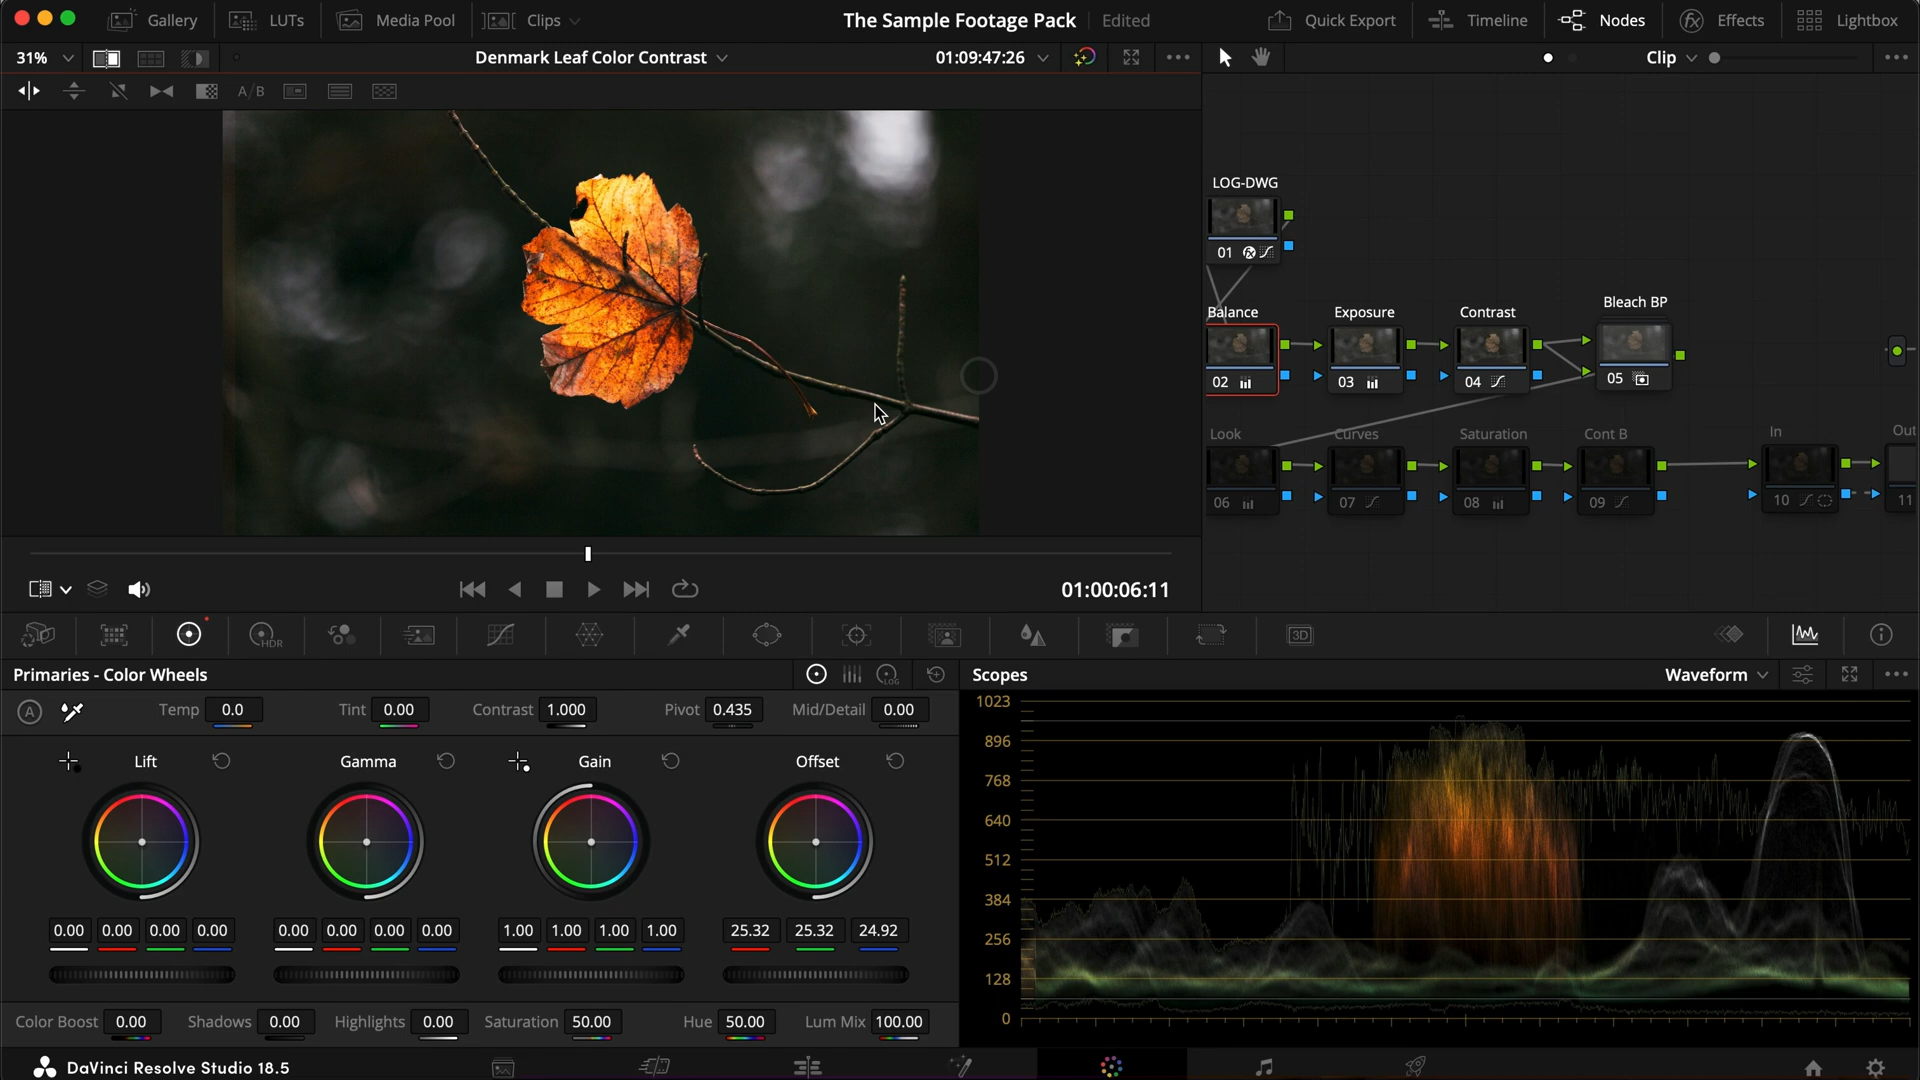 Gallery LUTs Media Pool Clips The Sample Footage Pack Edited Quick Export Timeline Nodes Effects Lightbox
31% Denmark Leaf Color Contrast 01:09:47:26 Clip
A/B
LOG-DWG
01
Balance Exposure Contrast Bleach BP
02 03 04 05
Look Curves Saturation Cont B In Out
06 07 08 09 10 11
01:00:06:11
HDR 3D
Primaries - Color Wheels LOG Scopes Waveform
A Temp 0.0 Tint 0.00 Contrast 1.000 Pivot 0.435 Mid/Detail 0.00
Lift Gamma Gain Offset
0.00 0.00 0.00 0.00 0.00 0.00 0.00 0.00 1.00 1.00 1.00 1.00 25.32 25.32 24.92
Color Boost 0.00 Shadows 0.00 Highlights 0.00 Saturation 50.00 Hue 50.00 Lum Mix 100.00
1023
896
768
640
512
384
256
128
0
DaVinci Resolve Studio 18.5